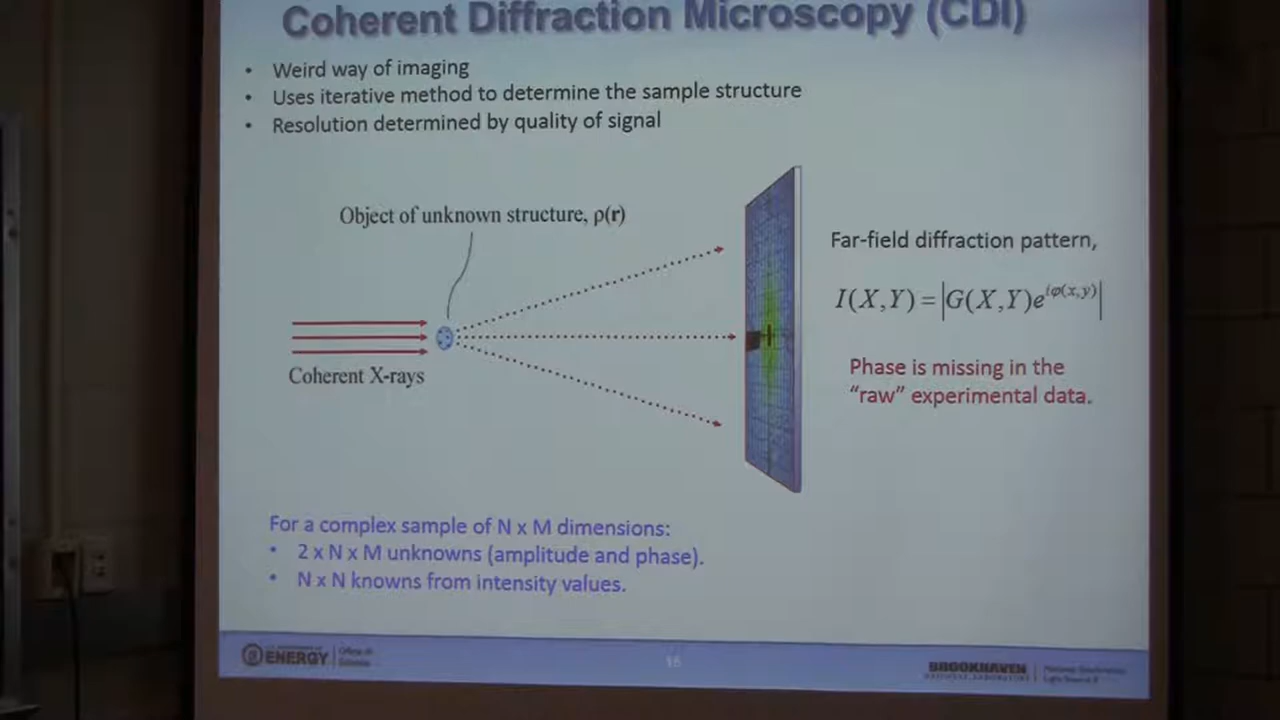 Coherent Diffraction Microscopy (CDI)
• Weird way of imaging
• Uses iterative method to determine the sample structure
• Resolution determined by quality of signal
Object of unknown structure, ρ(r)
Far-field diffraction pattern,
I(X,Y) = |G(X,Y)e^{iφ(x,y)}|
Coherent X-rays
Phase is missing in the
“raw” experimental data.
For a complex sample of N x M dimensions:
• 2 x N x M unknowns (amplitude and phase).
• N x N knowns from intensity values.
ENERGY
15
BROOKHAVEN
NATIONAL LABORATORY